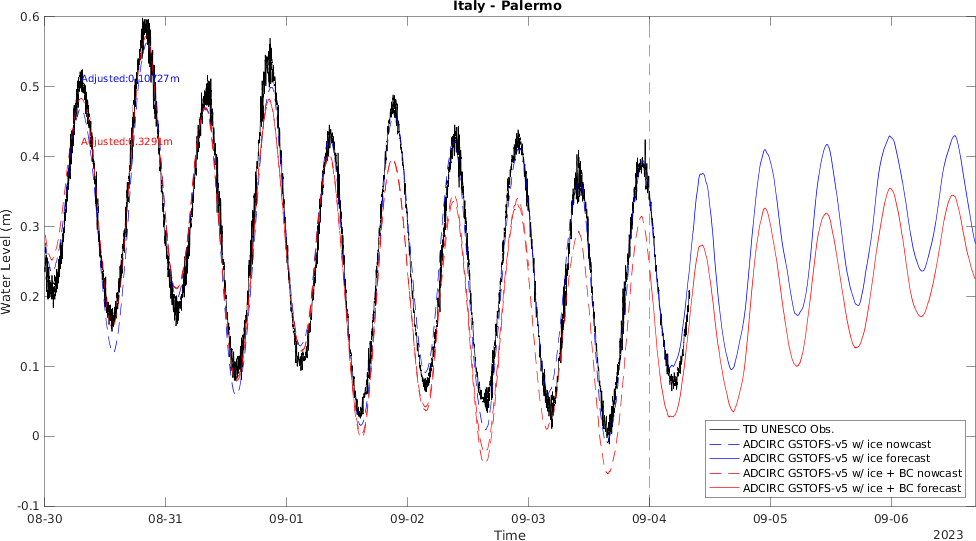 Italy - Palermo
0.6
0.5
0.4
0.3
0.2
0.1
0
-0.1
Water Level (m)
Adjusted:0.10727m
Adjusted:0.3291m
TD UNESCO Obs.
ADCIRC GSTOFS-v5 w/ ice nowcast
ADCIRC GSTOFS-v5 w/ ice forecast
ADCIRC GSTOFS-v5 w/ ice + BC nowcast
ADCIRC GSTOFS-v5 w/ ice + BC forecast
08-30 08-31 09-01 09-02 09-03 09-04 09-05 09-06
Time
2023